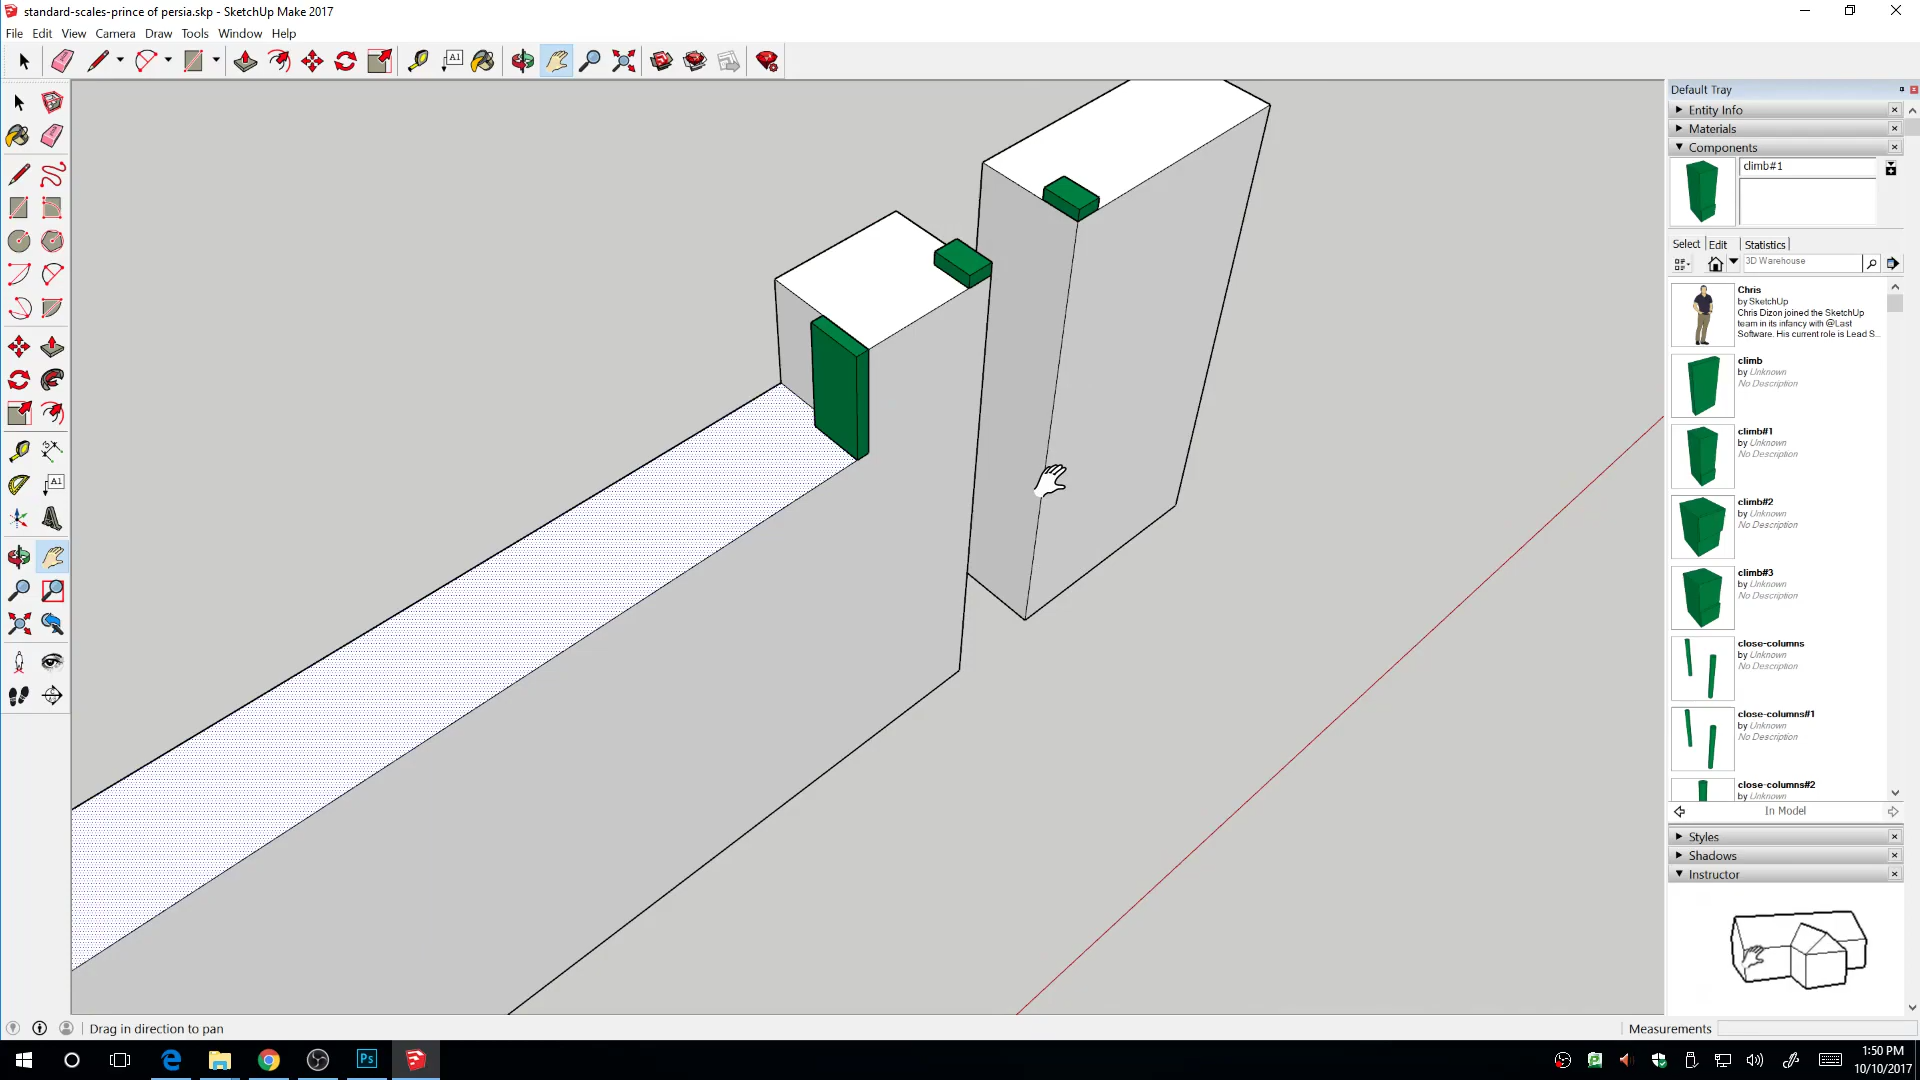 standard-scales-prince of persia.skp - SketchUp Make 2017
File Edit View Camera Draw Tools Window Help
A1
Default Tray
Entity Info
Materials
Components
climb#1
Select Edit Statistics
3D Warehouse
Chris
by SketchUp
Chris Dizon joined the SketchUp
team in its infancy with @Last
Software. His current role is Lead S...
climb
by Unknown
No Description
climb#1
by Unknown
No Description
climb#2
by Unknown
No Description
climb#3
by Unknown
No Description
close-columns
by Unknown
No Description
close-columns#1
by Unknown
No Description
close-columns#2
by Unknown
In Model
Styles
Shadows
Instructor
A1
Drag in direction to pan
Measurements
Ps
1:50 PM
10/10/2017